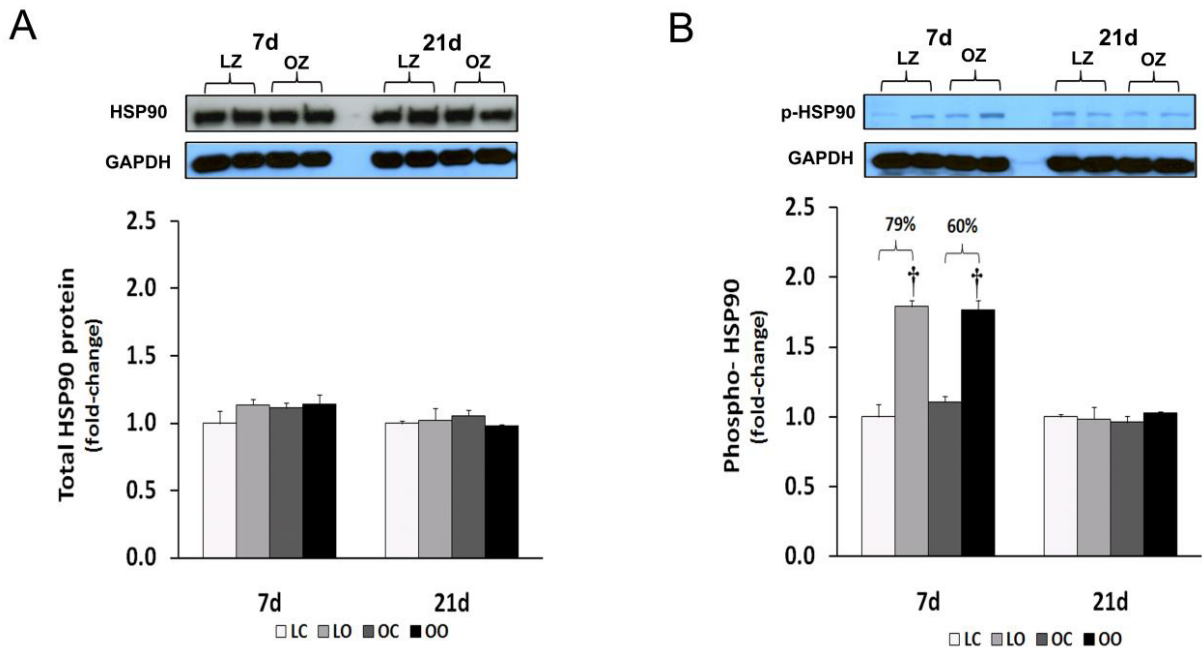 A
7d 21d
LZ OZ LZ OZ
HSP90
GAPDH
Total HSP90 protein
(fold-change)
2.5
2.0
1.5
1.0
0.5
0.0
7d 21d
LC LO OC OO
B
7d 21d
LZ OZ LZ OZ
p-HSP90
GAPDH
Phospho- HSP90
(fold-change)
2.5
2.0
1.5
1.0
0.5
0.0
79% 60%
† †
7d 21d
LC LO OC OO